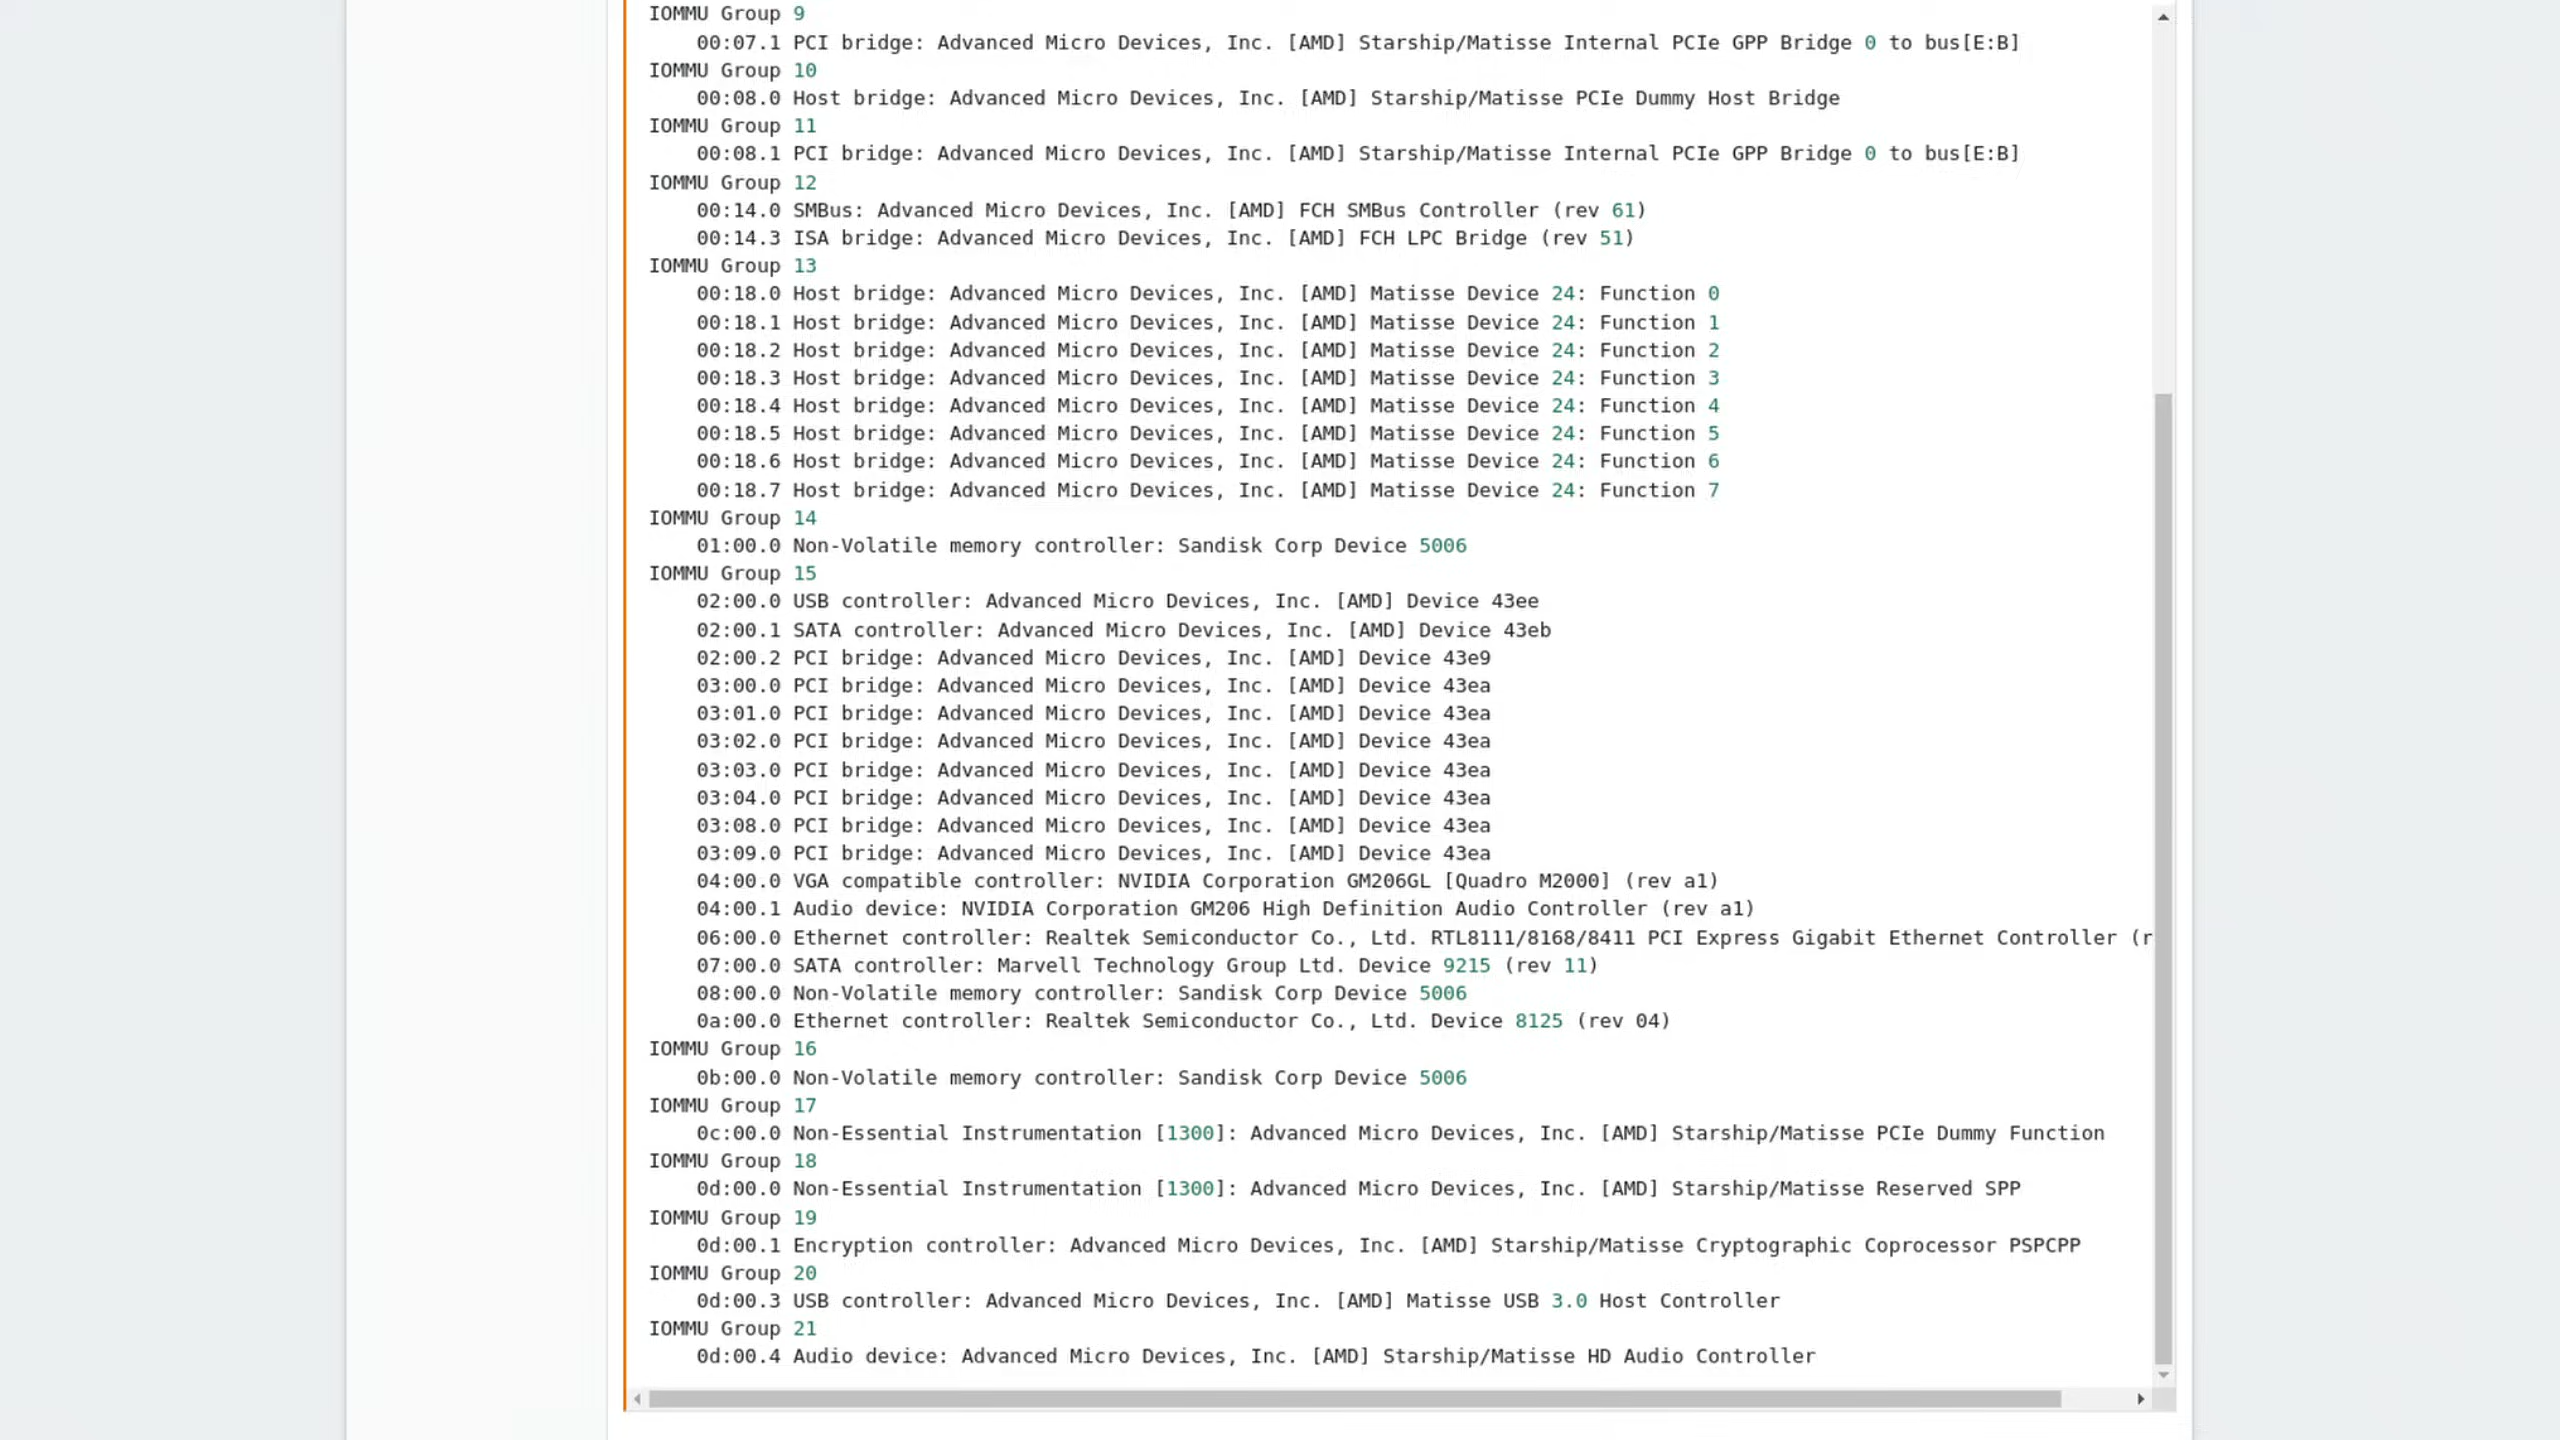 IOMMU Group 9
00:07.1 PCI bridge: Advanced Micro Devices, Inc. [AMD] Starship/Matisse Internal PCIe GPP Bridge 0 to bus[E:B]
IOMMU Group 10
00:08.0 Host bridge: Advanced Micro Devices, Inc. [AMD] Starship/Matisse PCIe Dummy Host Bridge
IOMMU Group 11
00:08.1 PCI bridge: Advanced Micro Devices, Inc. [AMD] Starship/Matisse Internal PCIe GPP Bridge 0 to bus[E:B]
IOMMU Group 12
00:14.0 SMBus: Advanced Micro Devices, Inc. [AMD] FCH SMBus Controller (rev 61)
00:14.3 ISA bridge: Advanced Micro Devices, Inc. [AMD] FCH LPC Bridge (rev 51)
IOMMU Group 13
00:18.0 Host bridge: Advanced Micro Devices, Inc. [AMD] Matisse Device 24: Function 0
00:18.1 Host bridge: Advanced Micro Devices, Inc. [AMD] Matisse Device 24: Function 1
00:18.2 Host bridge: Advanced Micro Devices, Inc. [AMD] Matisse Device 24: Function 2
00:18.3 Host bridge: Advanced Micro Devices, Inc. [AMD] Matisse Device 24: Function 3
00:18.4 Host bridge: Advanced Micro Devices, Inc. [AMD] Matisse Device 24: Function 4
00:18.5 Host bridge: Advanced Micro Devices, Inc. [AMD] Matisse Device 24: Function 5
00:18.6 Host bridge: Advanced Micro Devices, Inc. [AMD] Matisse Device 24: Function 6
00:18.7 Host bridge: Advanced Micro Devices, Inc. [AMD] Matisse Device 24: Function 7
IOMMU Group 14
01:00.0 Non-Volatile memory controller: Sandisk Corp Device 5006
IOMMU Group 15
02:00.0 USB controller: Advanced Micro Devices, Inc. [AMD] Device 43ee
02:00.1 SATA controller: Advanced Micro Devices, Inc. [AMD] Device 43eb
02:00.2 PCI bridge: Advanced Micro Devices, Inc. [AMD] Device 43e9
03:00.0 PCI bridge: Advanced Micro Devices, Inc. [AMD] Device 43ea
03:01.0 PCI bridge: Advanced Micro Devices, Inc. [AMD] Device 43ea
03:02.0 PCI bridge: Advanced Micro Devices, Inc. [AMD] Device 43ea
03:03.0 PCI bridge: Advanced Micro Devices, Inc. [AMD] Device 43ea
03:04.0 PCI bridge: Advanced Micro Devices, Inc. [AMD] Device 43ea
03:08.0 PCI bridge: Advanced Micro Devices, Inc. [AMD] Device 43ea
03:09.0 PCI bridge: Advanced Micro Devices, Inc. [AMD] Device 43ea
04:00.0 VGA compatible controller: NVIDIA Corporation GM206GL [Quadro M2000] (rev a1)
04:00.1 Audio device: NVIDIA Corporation GM206 High Definition Audio Controller (rev a1)
06:00.0 Ethernet controller: Realtek Semiconductor Co., Ltd. RTL8111/8168/8411 PCI Express Gigabit Ethernet Controller (r
07:00.0 SATA controller: Marvell Technology Group Ltd. Device 9215 (rev 11)
08:00.0 Non-Volatile memory controller: Sandisk Corp Device 5006
0a:00.0 Ethernet controller: Realtek Semiconductor Co., Ltd. Device 8125 (rev 04)
IOMMU Group 16
0b:00.0 Non-Volatile memory controller: Sandisk Corp Device 5006
IOMMU Group 17
0c:00.0 Non-Essential Instrumentation [1300]: Advanced Micro Devices, Inc. [AMD] Starship/Matisse PCIe Dummy Function
IOMMU Group 18
0d:00.0 Non-Essential Instrumentation [1300]: Advanced Micro Devices, Inc. [AMD] Starship/Matisse Reserved SPP
IOMMU Group 19
0d:00.1 Encryption controller: Advanced Micro Devices, Inc. [AMD] Starship/Matisse Cryptographic Coprocessor PSPCPP
IOMMU Group 20
0d:00.3 USB controller: Advanced Micro Devices, Inc. [AMD] Matisse USB 3.0 Host Controller
IOMMU Group 21
0d:00.4 Audio device: Advanced Micro Devices, Inc. [AMD] Starship/Matisse HD Audio Controller